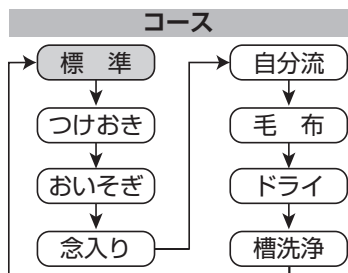 コース
標 準
つけおき
おいそぎ
念入り
自分流
毛 布
ドライ
槽洗浄